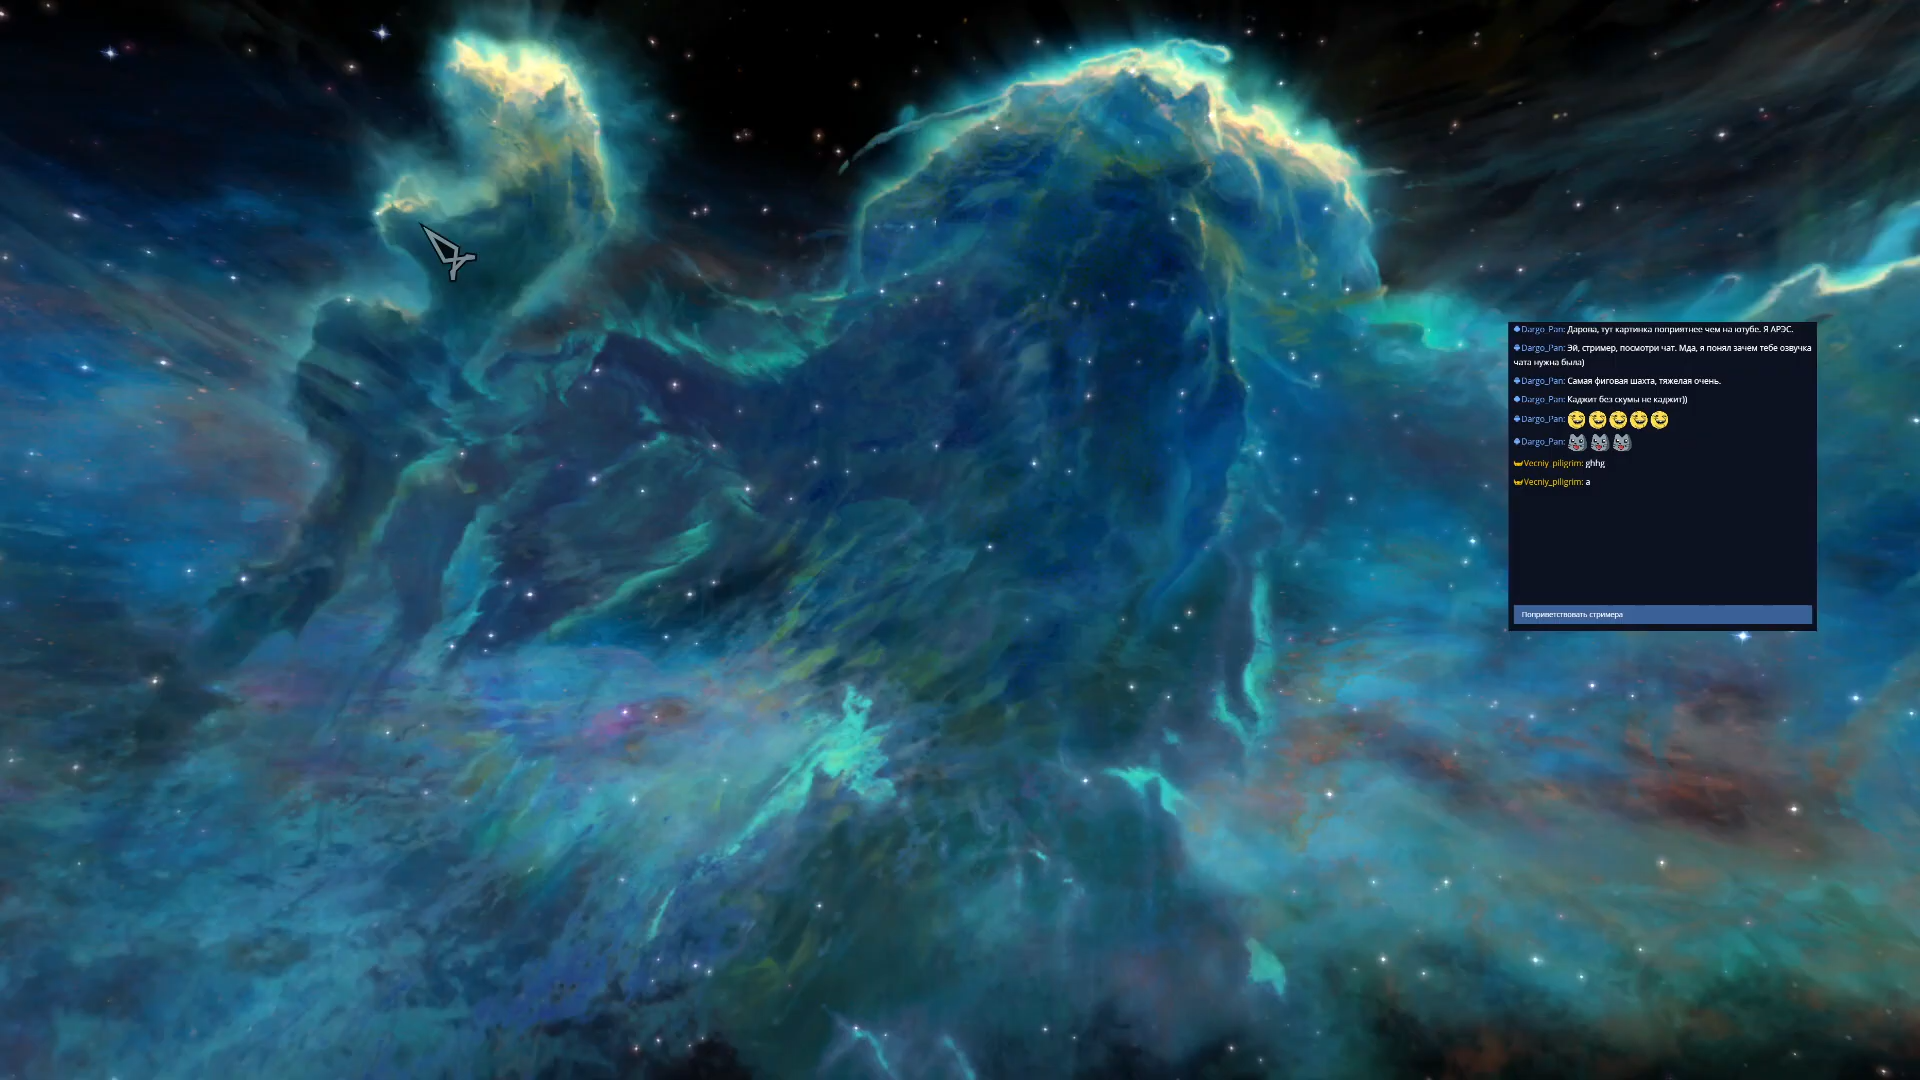 Dargo_Pan: Дарова, тут картинка поприятнее чем на ютубе. Я АРЭС.
Dargo_Pan: Эй, стример, посмотри чат. Мда, я понял зачем тебе озвучка
чата нужна была)
Dargo_Pan: Самая фиговая шахта, тяжелая очень.
Dargo_Pan: Каджит без скумы не каджит))
Dargo_Pan:
Dargo_Pan:
Vecniy_piligrim: ghhg
Vecniy_piligrim: a
Поприветствовать стримера